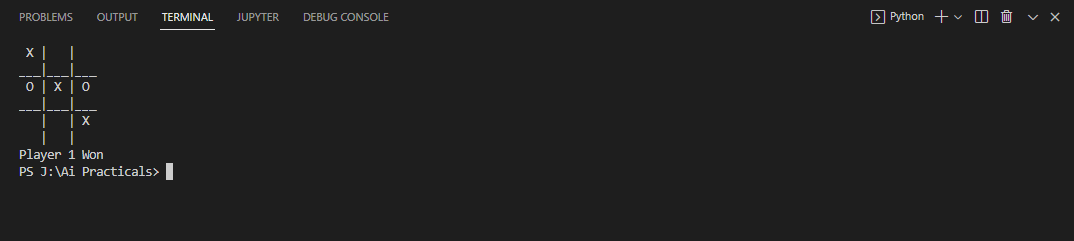 PROBLEMS OUTPUT TERMINAL JUPYTER DEBUG CONSOLE Python
 X |   |
___|___|___
 O | X | O
___|___|___
   |   | X
   |   |
Player 1 Won
PS J:\Ai Practicals>